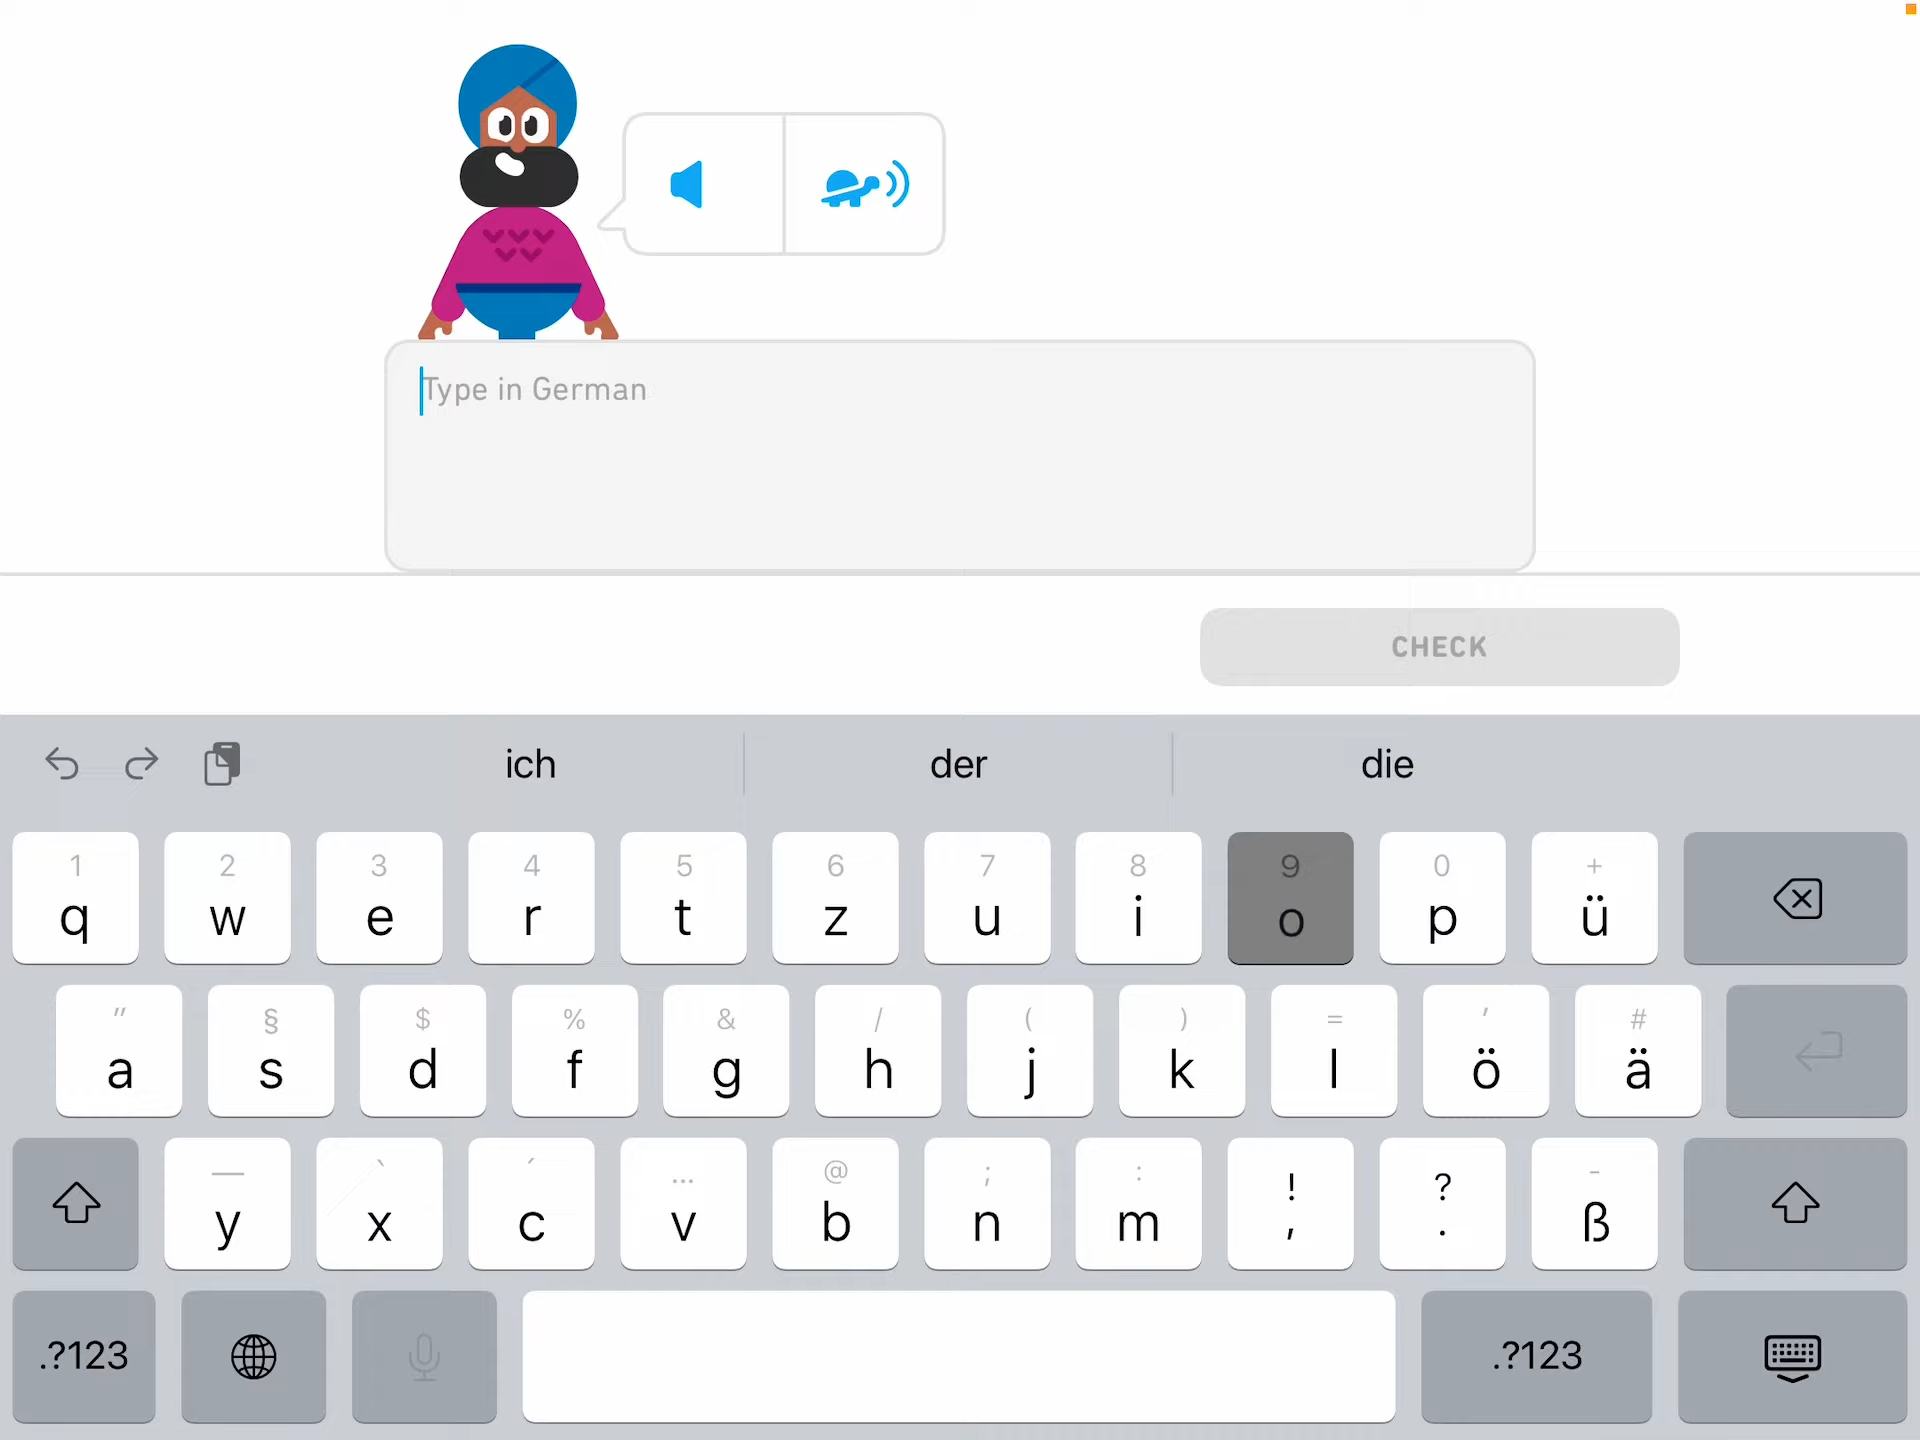 Type in German
CHECK
ich der die
1 2 3 4 5 6 7 8 9 0 +
q w e r t z u i o p ü
" § $ % & / ( ) = ' #
a s d f g h j k l ö ä
— ` ´ ... @ ; : ! ? -
y x c v b n m , . ß
.?123 .?123